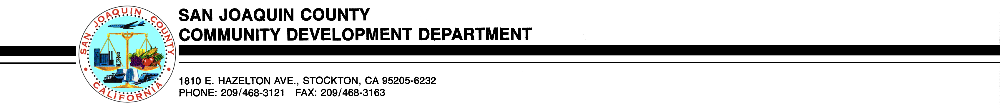 SAN JOAQUIN COUNTY
CALIFORNIA
SAN JOAQUIN COUNTY
COMMUNITY DEVELOPMENT DEPARTMENT
1810 E. HAZELTON AVE., STOCKTON, CA 95205-6232
PHONE: 209/468-3121 FAX: 209/468-3163